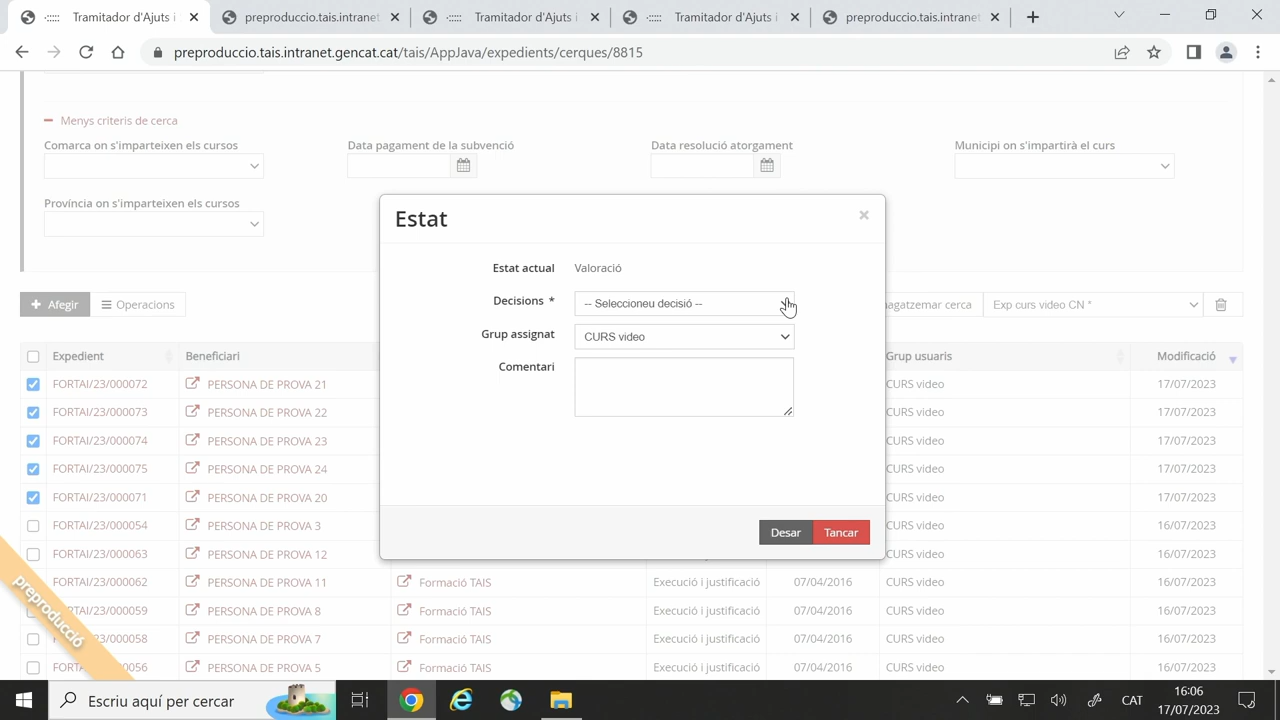 Tramitador d'Ajuts i
preproduccio.tais.intranet
Tramitador d'Ajuts i
Tramitador d'Ajuts i
preproduccio.tais.intranet
preproduccio.tais.intranet.gencat.cat/tais/AppJava/expedients/cerques/8815
Menys criteris de cerca
Comarca on s'imparteixen els cursos
Data pagament de la subvenció
Data resolució atorgament
Municipi on s'impartirà el curs
Província on s'imparteixen els cursos
Estat
×
Estat actual Valoració
Decisions * -- Seleccioneu decisió --
Grup assignat CURS video
Comentari
Desar Tancar
Afegir Operacions
magatzemar cerca Exp curs video CN *
Expedient Beneficiari Grup usuaris Modificació
FORTAI/23/000072 PERSONA DE PROVA 21 CURS video 17/07/2023
FORTAI/23/000073 PERSONA DE PROVA 22 CURS video 17/07/2023
FORTAI/23/000074 PERSONA DE PROVA 23 CURS video 17/07/2023
FORTAI/23/000075 PERSONA DE PROVA 24 CURS video 17/07/2023
FORTAI/23/000071 PERSONA DE PROVA 20 CURS video 17/07/2023
FORTAI/23/000054 PERSONA DE PROVA 3 CURS video 16/07/2023
FORTAI/23/000063 PERSONA DE PROVA 12 CURS video 16/07/2023
FORTAI/23/000062 PERSONA DE PROVA 11 Formació TAIS Execució i justificació 07/04/2016 CURS video 16/07/2023
FORTAI/23/000059 PERSONA DE PROVA 8 Formació TAIS Execució i justificació 07/04/2016 CURS video 16/07/2023
FORTAI/23/000058 PERSONA DE PROVA 7 Formació TAIS Execució i justificació 07/04/2016 CURS video 16/07/2023
FORTAI/23/000056 PERSONA DE PROVA 5 Formació TAIS Execució i justificació 07/04/2016 CURS video 16/07/2023
preproducció
Escriu aquí per cercar
CAT
16:06
17/07/2023